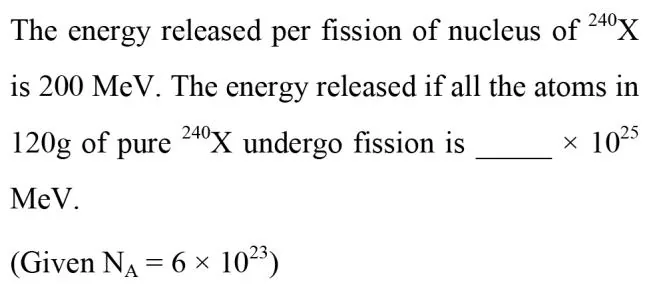 The energy released per fission of nucleus of ²⁴⁰X
is 200 MeV. The energy released if all the atoms in
120g of pure ²⁴⁰X undergo fission is _____ × 10²⁵
MeV.
(Given N_A = 6 × 10²³)